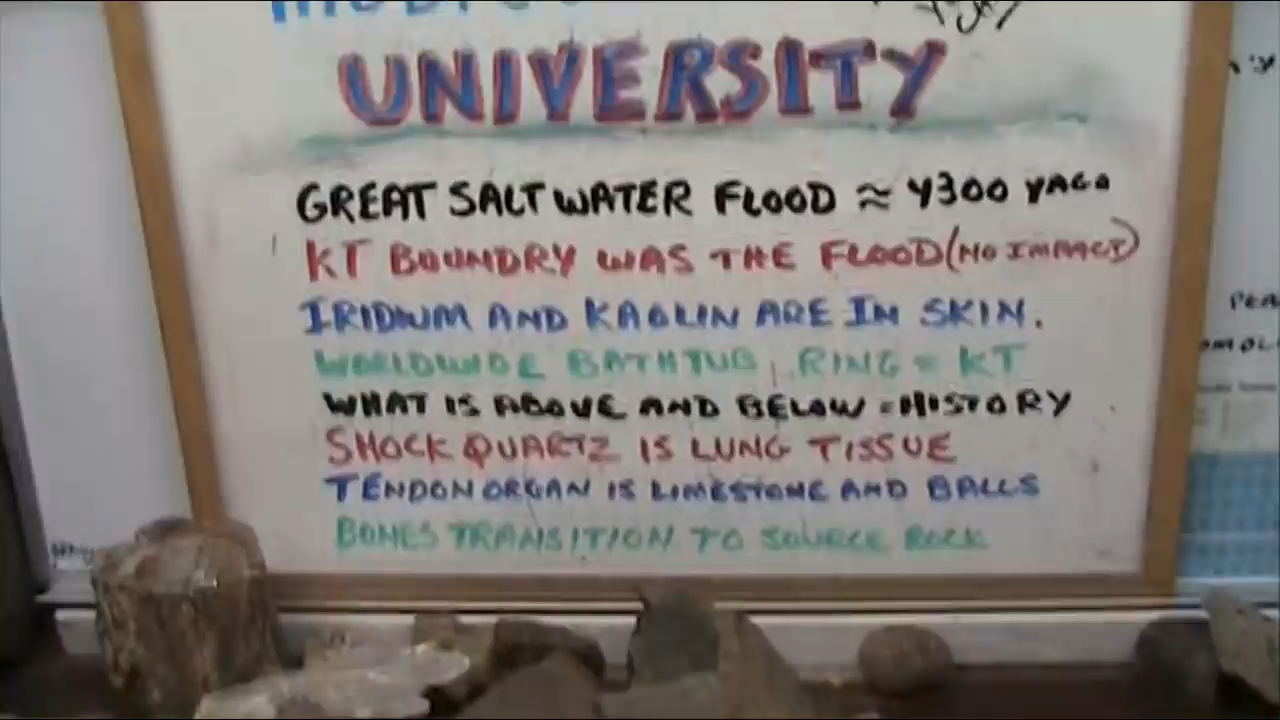 UNIVERSITY
GREAT SALT WATER FLOOD ≈ 4300 YAGO
KT BOUNDRY WAS THE FLOOD (NO IMPACT)
IRIDIUM AND KAOLIN ARE IN SKIN.
WORLDWIDE BATHTUB RING = KT
WHAT IS ABOVE AND BELOW = HISTORY
SHOCK QUARTZ IS LUNG TISSUE
TENDON ORGAN IS LIMESTONE AND BALLS
BONES TRANSITION TO SOURCE ROCK